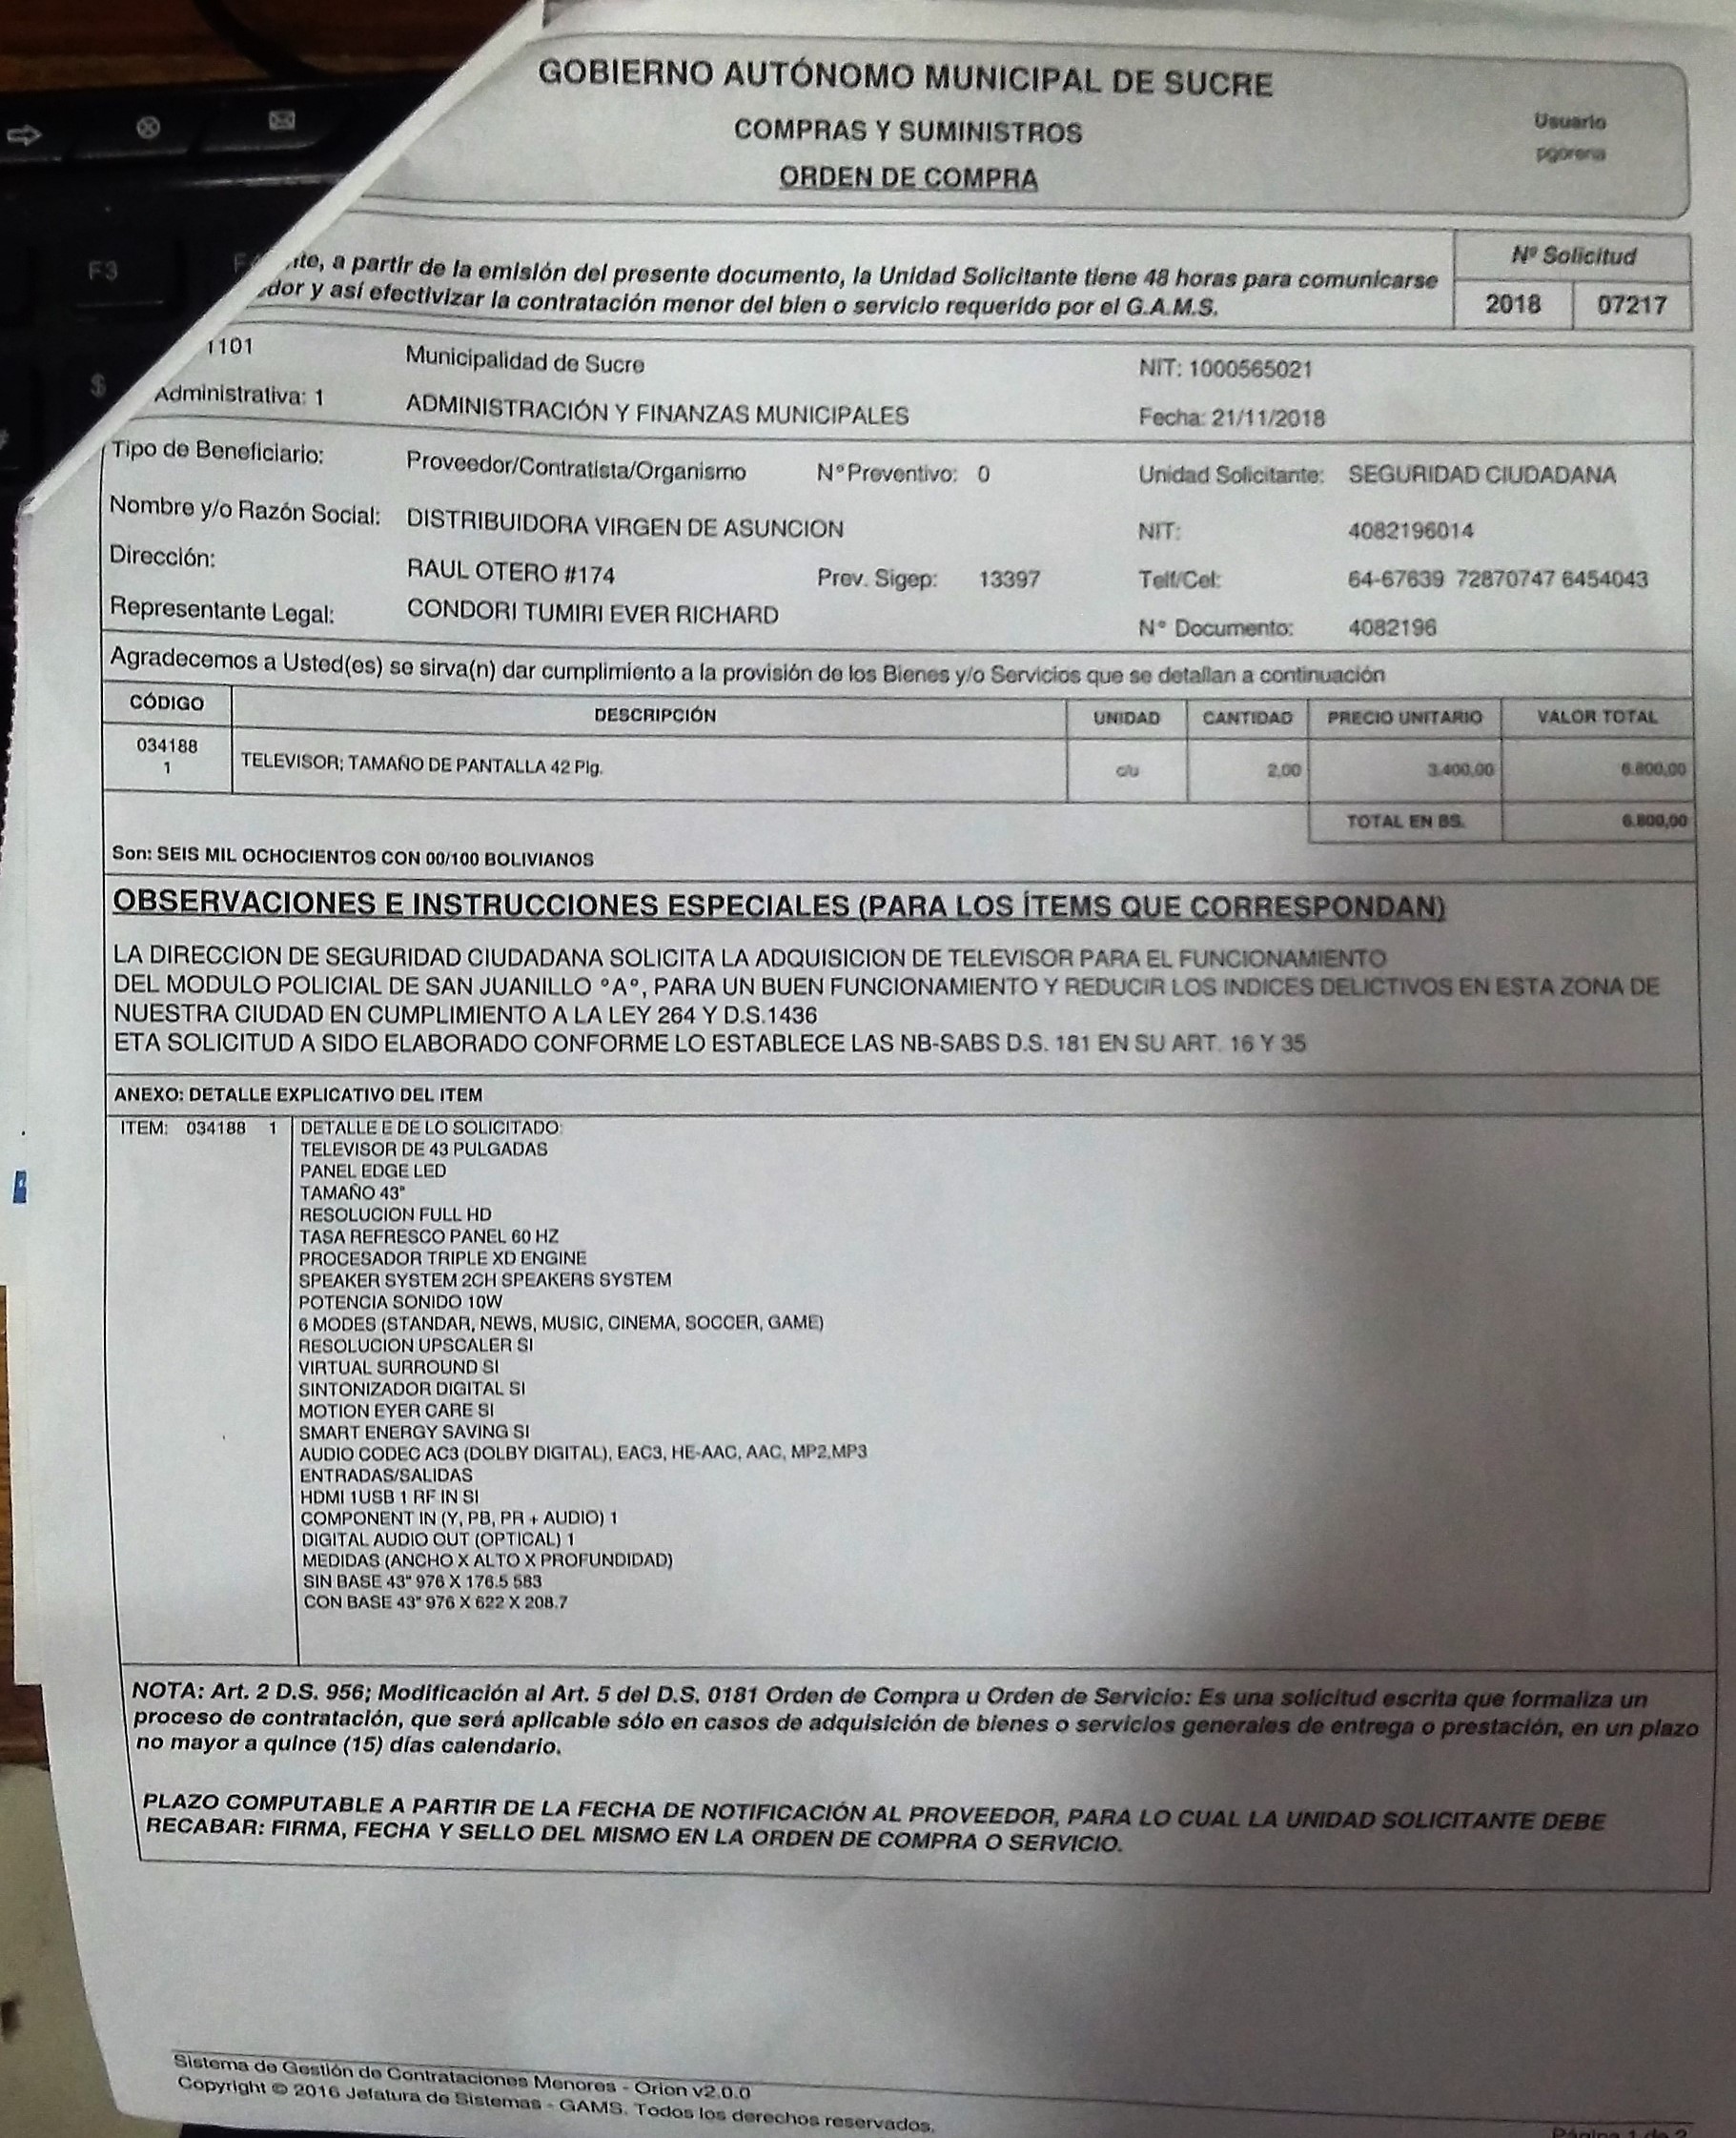 GOBIERNO AUTÓNOMO MUNICIPAL DE SUCRE
COMPRAS Y SUMINISTROS
ORDEN DE COMPRA
Usuario
pgorena
a partir de la emisión del presente documento, la Unidad Solicitante tiene 48 horas para comunicarse
y así efectivizar la contratación menor del bien o servicio requerido por el G.A.M.S.
Nº Solicitud
2018 07217
1101 Municipalidad de Sucre NIT: 1000565021
Administrativa: 1 ADMINISTRACIÓN Y FINANZAS MUNICIPALES Fecha: 21/11/2018
Tipo de Beneficiario: Proveedor/Contratista/Organismo N°Preventivo: 0 Unidad Solicitante: SEGURIDAD CIUDADANA
Nombre y/o Razón Social: DISTRIBUIDORA VIRGEN DE ASUNCION NIT: 4082196014
Dirección: RAUL OTERO #174 Prev. Sigep: 13397 Telf/Cel: 64-67639 72870747 6454043
Representante Legal: CONDORI TUMIRI EVER RICHARD N° Documento: 4082196
Agradecemos a Usted(es) se sirva(n) dar cumplimiento a la provisión de los Bienes y/o Servicios que se detallan a continuación
CÓDIGO DESCRIPCIÓN UNIDAD CANTIDAD PRECIO UNITARIO VALOR TOTAL
034188
1 TELEVISOR; TAMAÑO DE PANTALLA 42 Plg. c/u 2,00 3.400,00 6.800,00
TOTAL EN BS. 6.800,00
Son: SEIS MIL OCHOCIENTOS CON 00/100 BOLIVIANOS
OBSERVACIONES E INSTRUCCIONES ESPECIALES (PARA LOS ÍTEMS QUE CORRESPONDAN)
LA DIRECCION DE SEGURIDAD CIUDADANA SOLICITA LA ADQUISICION DE TELEVISOR PARA EL FUNCIONAMIENTO
DEL MODULO POLICIAL DE SAN JUANILLO °A°, PARA UN BUEN FUNCIONAMIENTO Y REDUCIR LOS INDICES DELICTIVOS EN ESTA ZONA DE
NUESTRA CIUDAD EN CUMPLIMIENTO A LA LEY 264 Y D.S.1436
ETA SOLICITUD A SIDO ELABORADO CONFORME LO ESTABLECE LAS NB-SABS D.S. 181 EN SU ART. 16 Y 35
ANEXO: DETALLE EXPLICATIVO DEL ITEM
ITEM: 034188 1 DETALLE E DE LO SOLICITADO:
TELEVISOR DE 43 PULGADAS
PANEL EDGE LED
TAMAÑO 43"
RESOLUCION FULL HD
TASA REFRESCO PANEL 60 HZ
PROCESADOR TRIPLE XD ENGINE
SPEAKER SYSTEM 2CH SPEAKERS SYSTEM
POTENCIA SONIDO 10W
6 MODES (STANDAR, NEWS, MUSIC, CINEMA, SOCCER, GAME)
RESOLUCION UPSCALER SI
VIRTUAL SURROUND SI
SINTONIZADOR DIGITAL SI
MOTION EYER CARE SI
SMART ENERGY SAVING SI
AUDIO CODEC AC3 (DOLBY DIGITAL), EAC3, HE-AAC, AAC, MP2,MP3
ENTRADAS/SALIDAS
HDMI 1USB 1 RF IN SI
COMPONENT IN (Y, PB, PR + AUDIO) 1
DIGITAL AUDIO OUT (OPTICAL) 1
MEDIDAS (ANCHO X ALTO X PROFUNDIDAD)
SIN BASE 43" 976 X 176.5 583
CON BASE 43" 976 X 622 X 208.7
NOTA: Art. 2 D.S. 956; Modificación al Art. 5 del D.S. 0181 Orden de Compra u Orden de Servicio: Es una solicitud escrita que formaliza un
proceso de contratación, que será aplicable sólo en casos de adquisición de bienes o servicios generales de entrega o prestación, en un plazo
no mayor a quince (15) días calendario.
PLAZO COMPUTABLE A PARTIR DE LA FECHA DE NOTIFICACIÓN AL PROVEEDOR, PARA LO CUAL LA UNIDAD SOLICITANTE DEBE
RECABAR: FIRMA, FECHA Y SELLO DEL MISMO EN LA ORDEN DE COMPRA O SERVICIO.
Sistema de Gestión de Contrataciones Menores - Orion v2.0.0
Copyright © 2016 Jefatura de Sistemas - GAMS. Todos los derechos reservados.
Página 1 de 2
F3
$